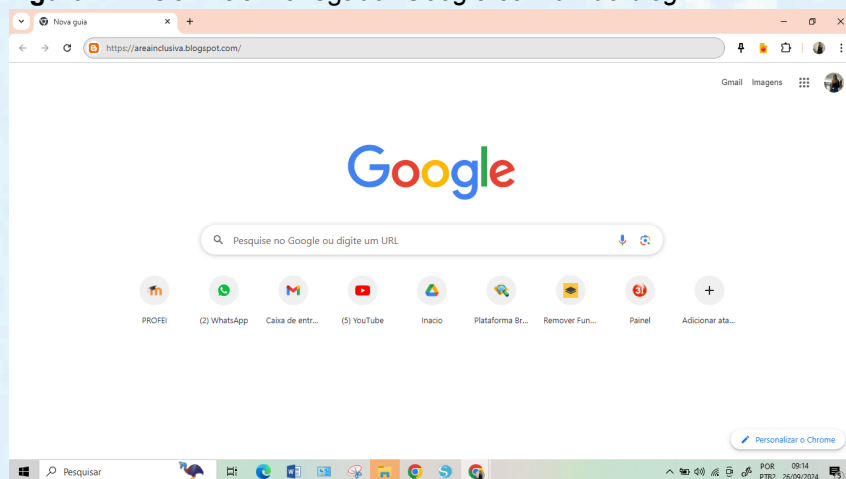 Nova guia
https://areainclusiva.blogspot.com/
Gmail Imagens
Google
Pesquise no Google ou digite um URL
PROFEI (2) WhatsApp Caixa de entr... (5) YouTube Inacio Plataforma Br... Remover Fun... Painel Adicionar ata...
Personalizar o Chrome
Pesquisar
POR 09:14
PTB2 26/09/2024